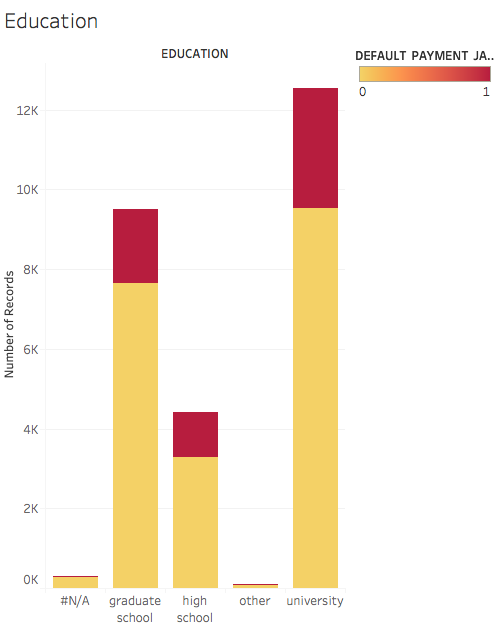 Education
EDUCATION
DEFAULT PAYMENT JA..
0 1
Number of Records
12K
10K
8K
6K
4K
2K
0K
#N/A graduate school high school other university